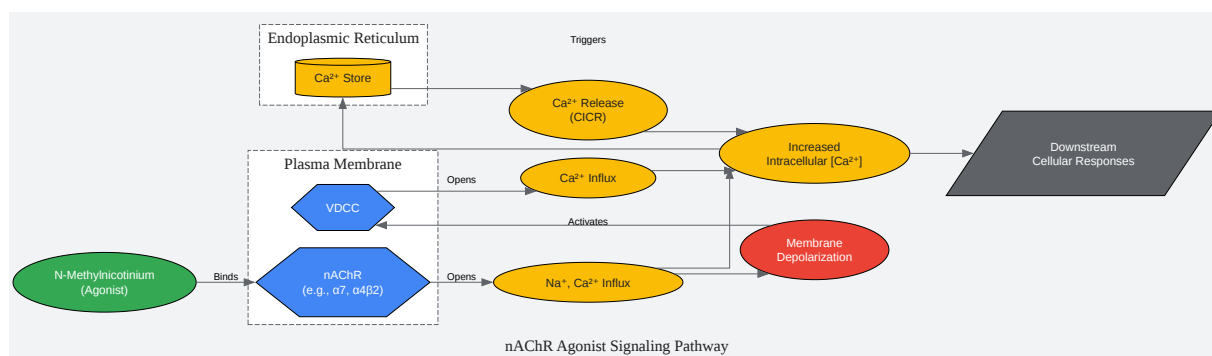 Endoplasmic Reticulum
Triggers
Ca²⁺ Store
Ca²⁺ Release
(CICR)
Increased
Intracellular [Ca²⁺]
Downstream
Cellular Responses
Plasma Membrane
Opens
Ca²⁺ Influx
VDCC
Activates
Membrane
Depolarization
N-Methylnicotinium
(Agonist)
Binds
nAChR
(e.g., α7, α4β2)
Opens
Na⁺, Ca²⁺ Influx
nAChR Agonist Signaling Pathway